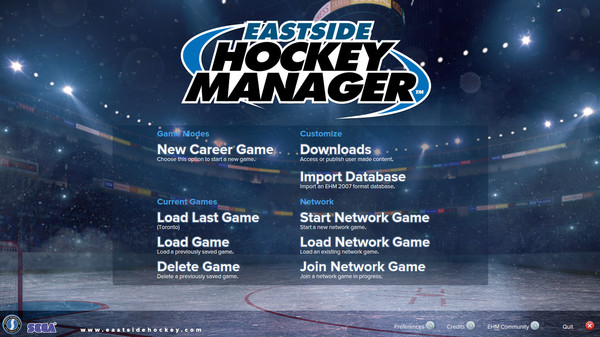 EASTSIDE
HOCKEY
MANAGER™
Game Modes
New Career Game
Choose this option to start a new game.
Current Games
Load Last Game
(Toronto)
Load Game
Load a previously saved game.
Delete Game
Delete a previously saved game.
Customize
Downloads
Access or publish user made content.
Import Database
Import an EHM 2007 format database.
Network
Start Network Game
Start a new network game.
Load Network Game
Load an existing network game.
Join Network Game
Join a network game in progress.
SEGA
www.eastsidehockey.com
Preferences
Credits
EHM Community
Quit